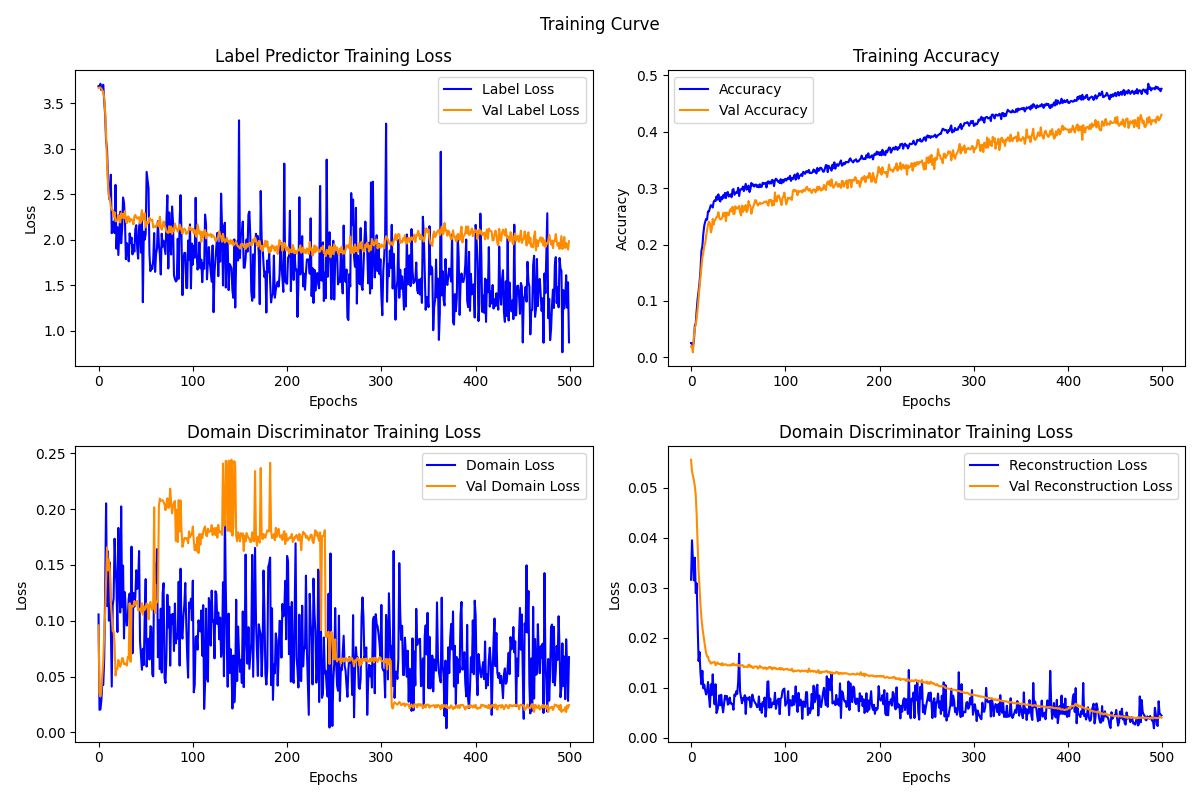 Training Curve
Label Predictor Training Loss
Loss
3.5
3.0
2.5
2.0
1.5
1.0
Label Loss
Val Label Loss
0 100 200 300 400 500
Epochs
Training Accuracy
Accuracy
0.5
0.4
0.3
0.2
0.1
0.0
Accuracy
Val Accuracy
0 100 200 300 400 500
Epochs
Domain Discriminator Training Loss
Loss
0.25
0.20
0.15
0.10
0.05
0.00
Domain Loss
Val Domain Loss
0 100 200 300 400 500
Epochs
Domain Discriminator Training Loss
Loss
0.05
0.04
0.03
0.02
0.01
0.00
Reconstruction Loss
Val Reconstruction Loss
0 100 200 300 400 500
Epochs